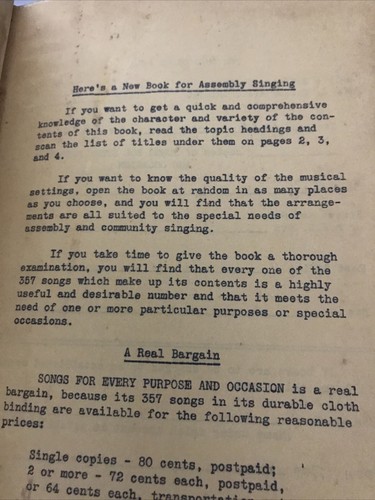 Here's a New Book for Assembly Singing
If you want to get a quick and comprehensive
knowledge of the character and variety of the con-
tents of this book, read the topic headings and
scan the list of titles under them on pages 2, 3,
and 4.
If you want to know the quality of the musical
settings, open the book at random in as many places
as you choose, and you will find that the arrange-
ments are all suited to the special needs of
assembly and community singing.
If you take time to give the book a thorough
examination, you will find that every one of the
357 songs which make up its contents is a highly
useful and desirable number and that it meets the
need of one or more particular purposes or special
occasions.
A Real Bargain
SONGS FOR EVERY PURPOSE AND OCCASION is a real
bargain, because its 357 songs in its durable cloth
binding are available for the following reasonable
prices:
Single copies - 80 cents, postpaid;
2 or more - 72 cents each, postpaid,
or 64 cents each, transportation